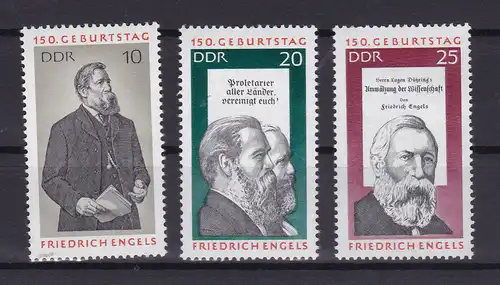 150. GEBURTSTAG
DDR 10
FRIEDRICH ENGELS
150. GEBURTSTAG
DDR 20
Proletarier
aller Länder,
vereinigt euch!
FRIEDRICH ENGELS
150. GEBURTSTAG
DDR 25
Herrn Eugen Dühring's
Umwälzung der Wissenschaft
Von
Friedrich Engels
FRIEDRICH ENGELS